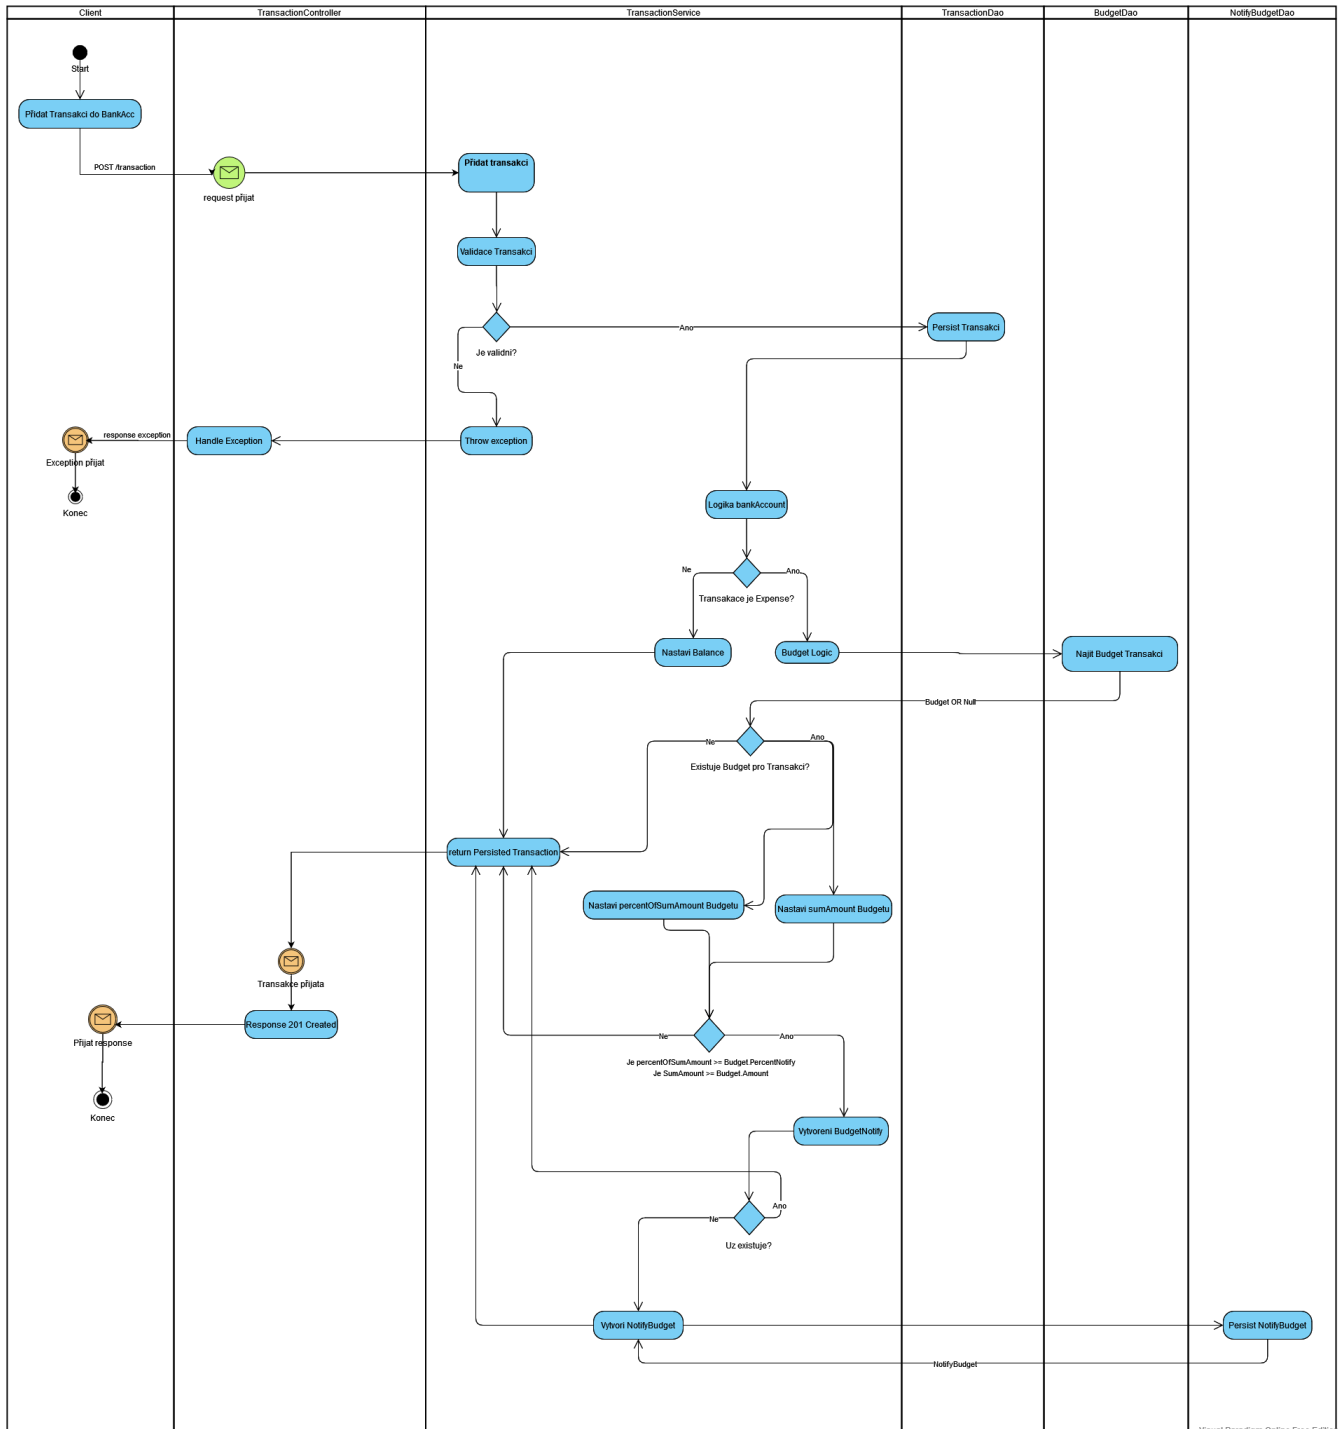 Client
TransactionController
TransactionService
TransactionDao
BudgetDao
NotifyBudgetDao
Start
Přidat Transakci do BankAcc
POST /transaction
request přijat
Přidat transakci
Validace Transakci
Je validni?
Ano
Ne
Persist Transakci
Throw exception
Handle Exception
response exception
Exception přijat
Konec
Logika bankAccount
Ne
Ano
Transakace je Expense?
Nastavi Balance
Budget Logic
Najit Budget Transakci
Budget OR Null
Ne
Ano
Existuje Budget pro Transakci?
return Persisted Transaction
Nastavi percentOfSumAmount Budgetu
Nastavi sumAmount Budgetu
Transakce přijata
Response 201 Created
Přijat response
Konec
Ne
Ano
Je percentOfSumAmount >= Budget.PercentNotify
Je SumAmount >= Budget.Amount
Vytvoreni BudgetNotify
Ano
Ne
Uz existuje?
Vytvori NotifyBudget
Persist NotifyBudget
NotifyBudget